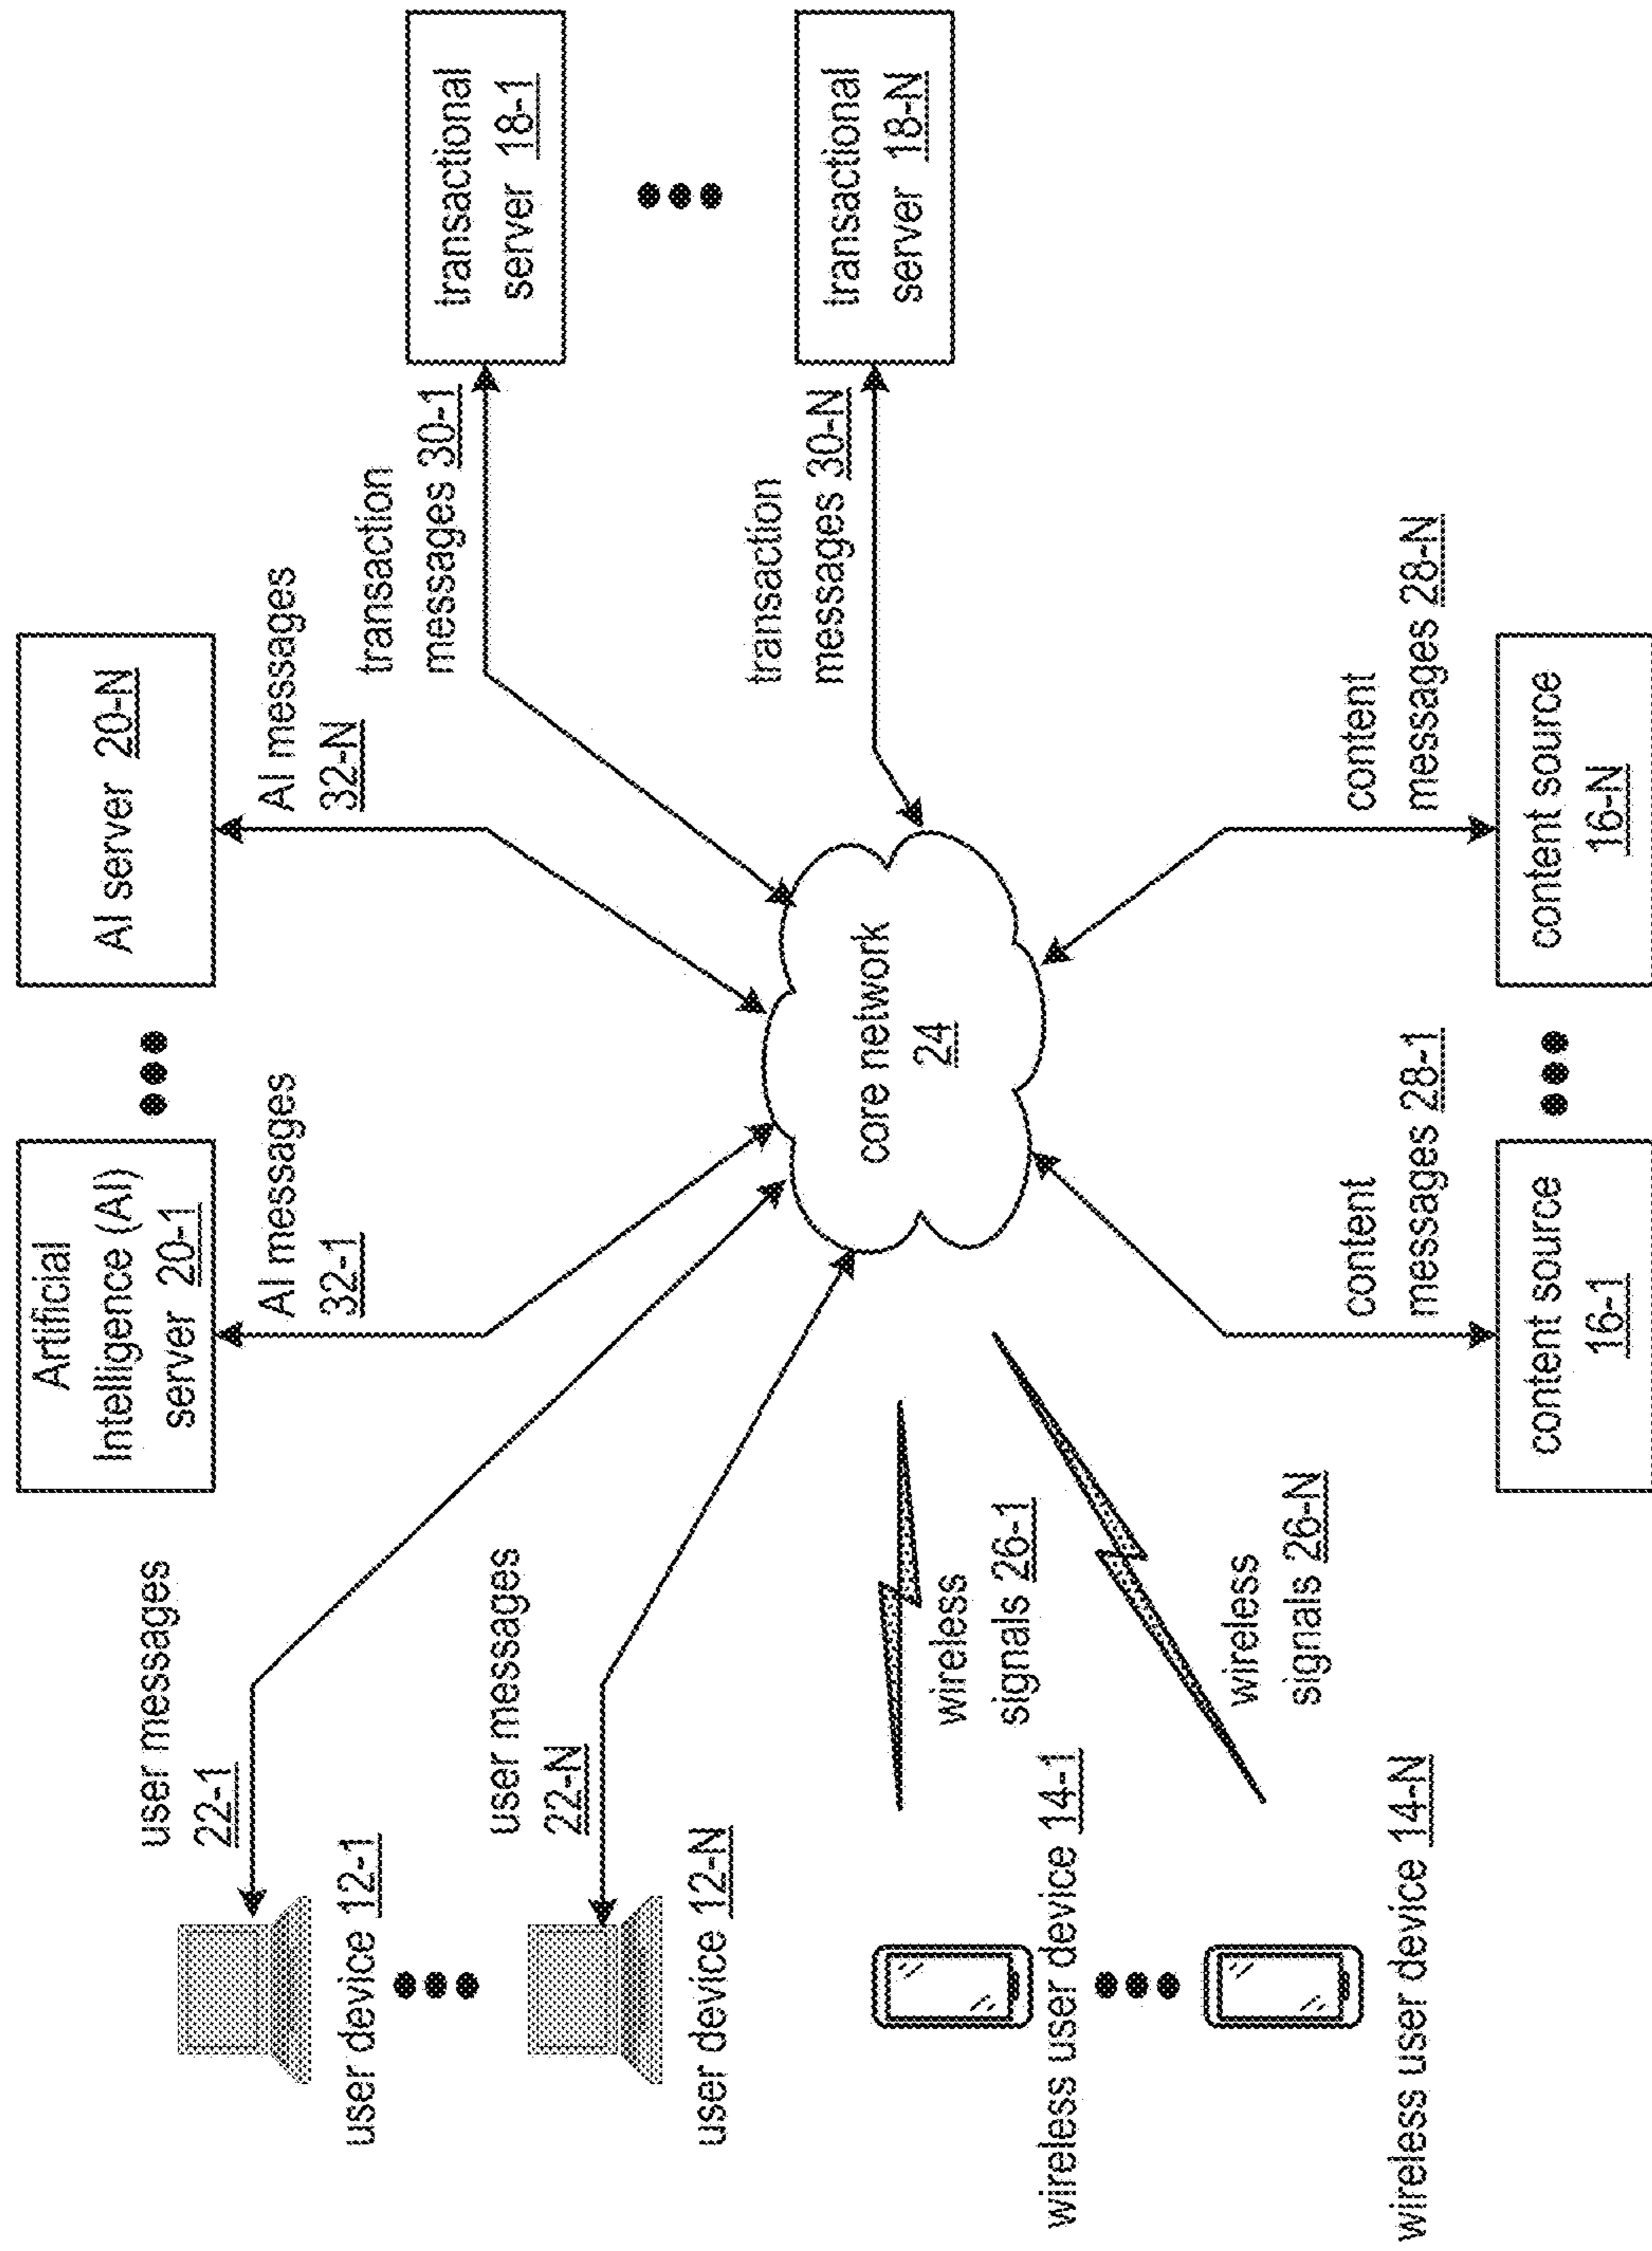 Artificial
Intelligence (AI)
server 20-1
AI server 20-N
AI messages
32-1
AI messages
32-N
user messages
22-1
user device 12-1
user messages
22-N
user device 12-N
transaction
messages 30-1
transactional
server 18-1
transaction
messages 30-N
transactional
server 18-N
core network
24
wireless
signals 26-1
wireless user device 14-1
wireless
signals 26-N
wireless user device 14-N
content
messages 28-1
content
messages 28-N
content source
16-1
content source
16-N